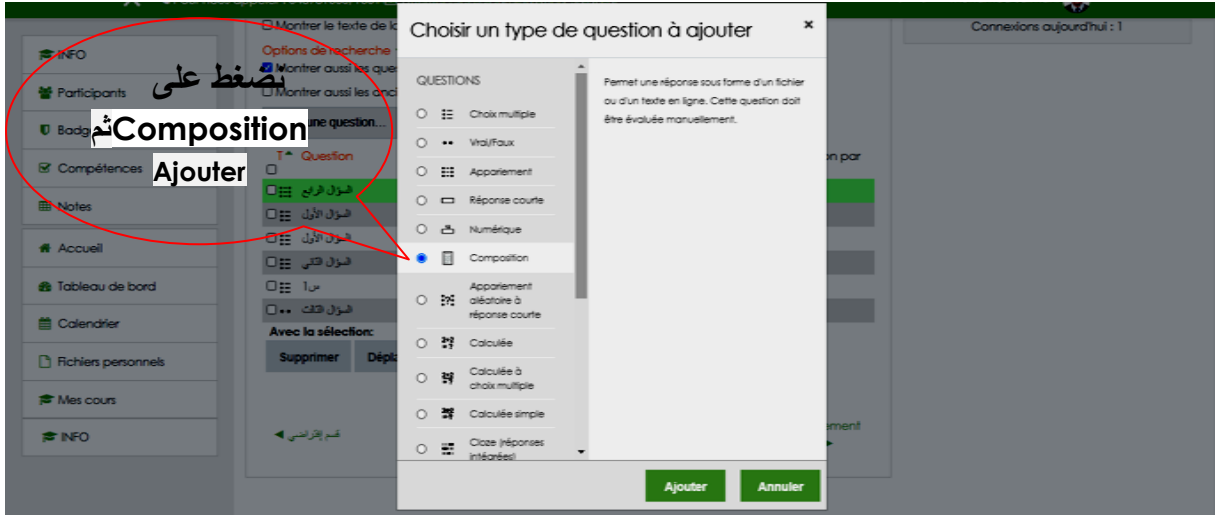 Montrer le texte de la
Connexions aujourd'hui : 1
INFO
Participants
Badg
Compétences
Notes
Accueil
Tableau de bord
Calendrier
Fichiers personnels
Mes cours
INFO
Options de recherche
Montrer aussi les que
Montrer aussi les anci
une question...
T Question
السؤال الرابع
السؤال الأول
السؤال الأول
السؤال الثاني
س1
السؤال الثالث
Avec la sélection:
Supprimer
Dépla
قسم إفتراضي ◄
نضغط على
Composition ثم
Ajouter
Choisir un type de question à ajouter ×
QUESTIONS
Choix multiple
Vrai/Faux
Appariement
Réponse courte
Numérique
Composition
Appariement
aléatoire à
réponse courte
Calculée
Calculée à
choix multiple
Calculée simple
Cloze (réponses
intégrées)
Permet une réponse sous forme d'un fichier
ou d'un texte en ligne. Cette question doit
être évaluée manuellement.
on par
ement
Ajouter
Annuler